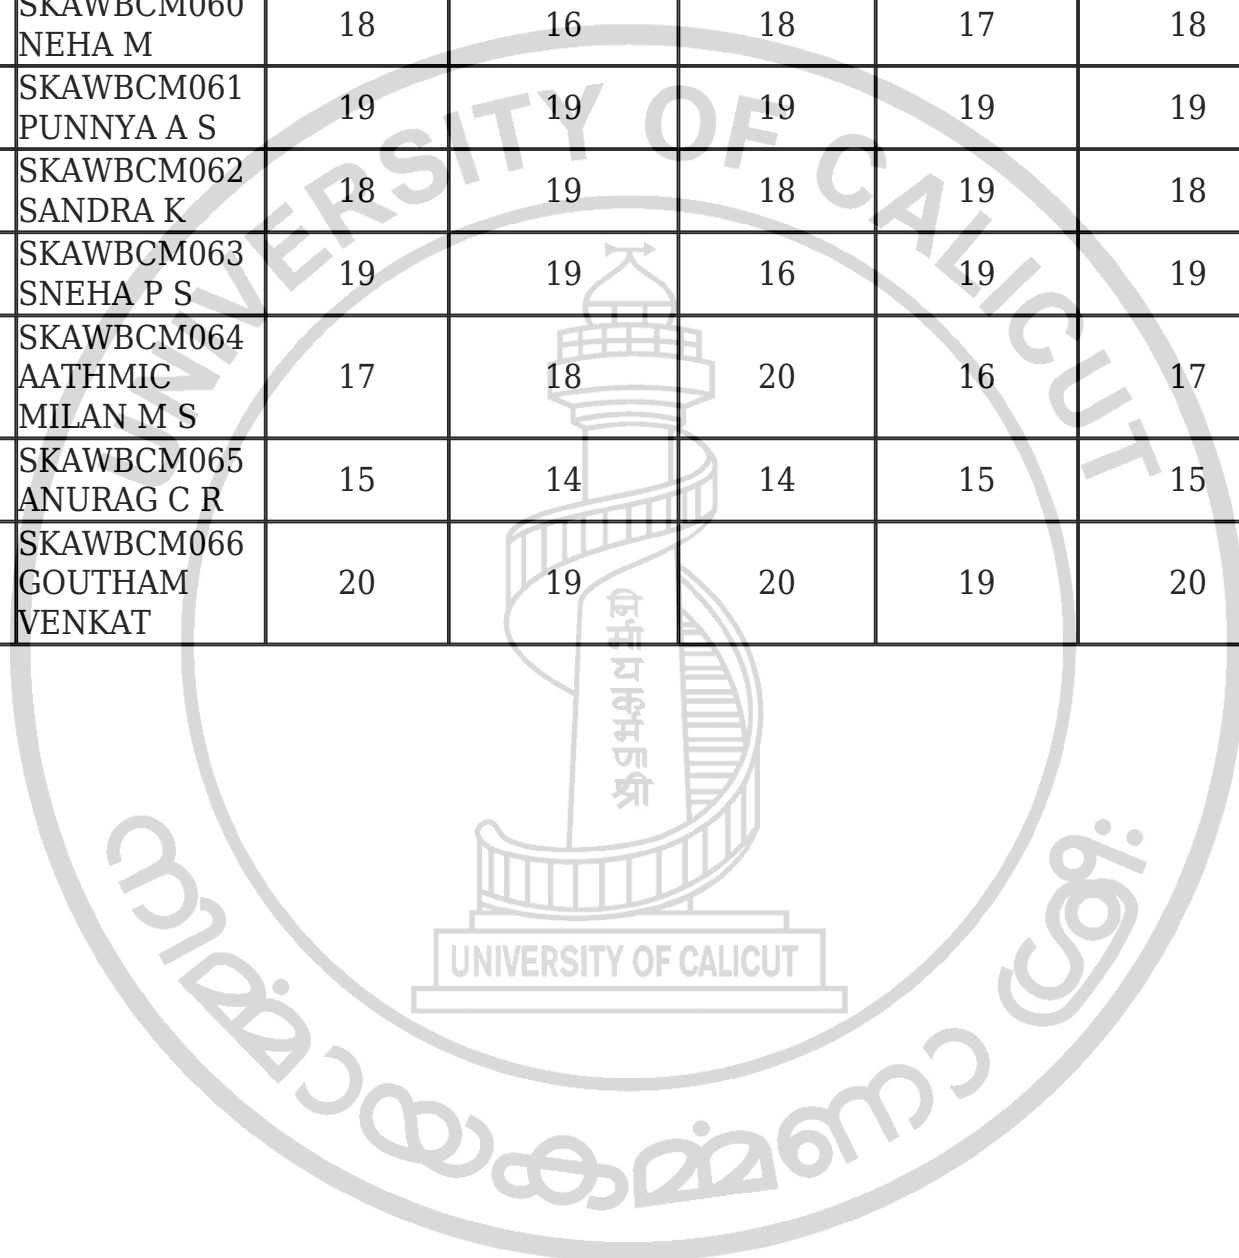 SKAWBCM060
NEHA M
18 16 18 17 18
SKAWBCM061
PUNNYA A S
19 19 19 19 19
SKAWBCM062
SANDRA K
18 19 18 19 18
SKAWBCM063
SNEHA P S
19 19 16 19 19
SKAWBCM064
AATHMIC
MILAN M S
17 18 20 16 17
SKAWBCM065
ANURAG C R
15 14 14 15 15
SKAWBCM066
GOUTHAM
VENKAT
20 19 20 19 20
UNIVERSITY OF CALICUT
UNIVERSITY OF CALICUT